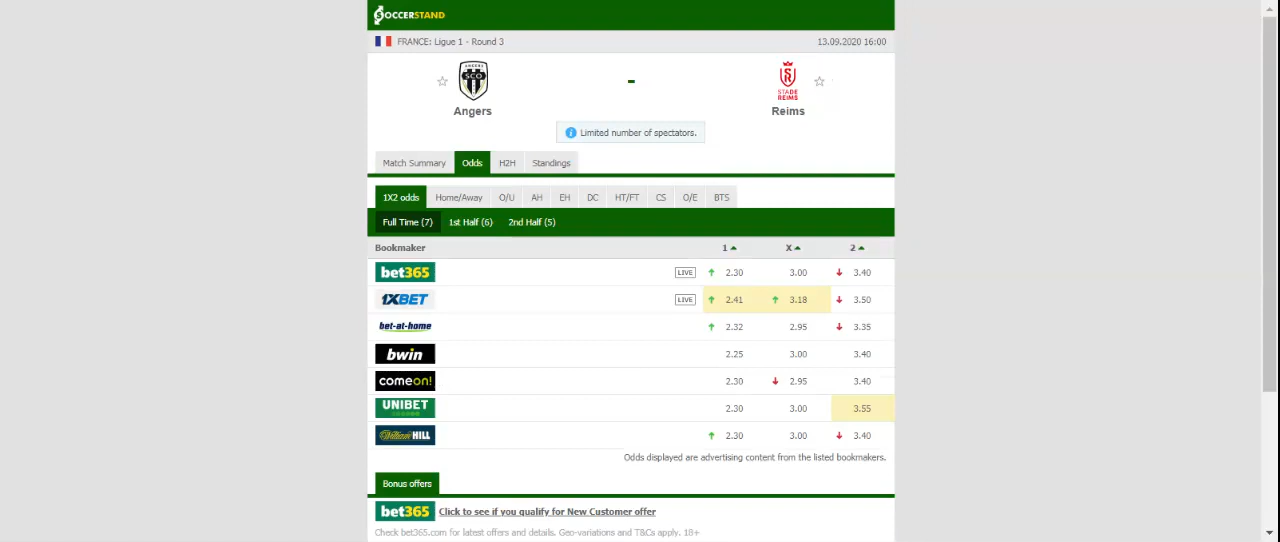 SOCCERSTAND
FRANCE: Ligue 1 - Round 3 13.09.2020 16:00
SCO
STADE
REIMS
-
Angers Reims
Limited number of spectators.
Match Summary Odds H2H Standings
1X2 odds Home/Away O/U AH EH DC HT/FT CS O/E BTS
Full Time (7) 1st Half (6) 2nd Half (5)
Bookmaker 1 X 2
bet365 LIVE 2.30 3.00 3.40
1XBET LIVE 2.41 3.18 3.50
bet-at-home 2.32 2.95 3.35
bwin 2.25 3.00 3.40
comeon! 2.30 2.95 3.40
UNIBET 2.30 3.00 3.55
William HILL 2.30 3.00 3.40
Odds displayed are advertising content from the listed bookmakers.
Bonus offers
bet365 Click to see if you qualify for New Customer offer
Check bet365.com for latest offers and details. Geo-variations and T&Cs apply. 18+